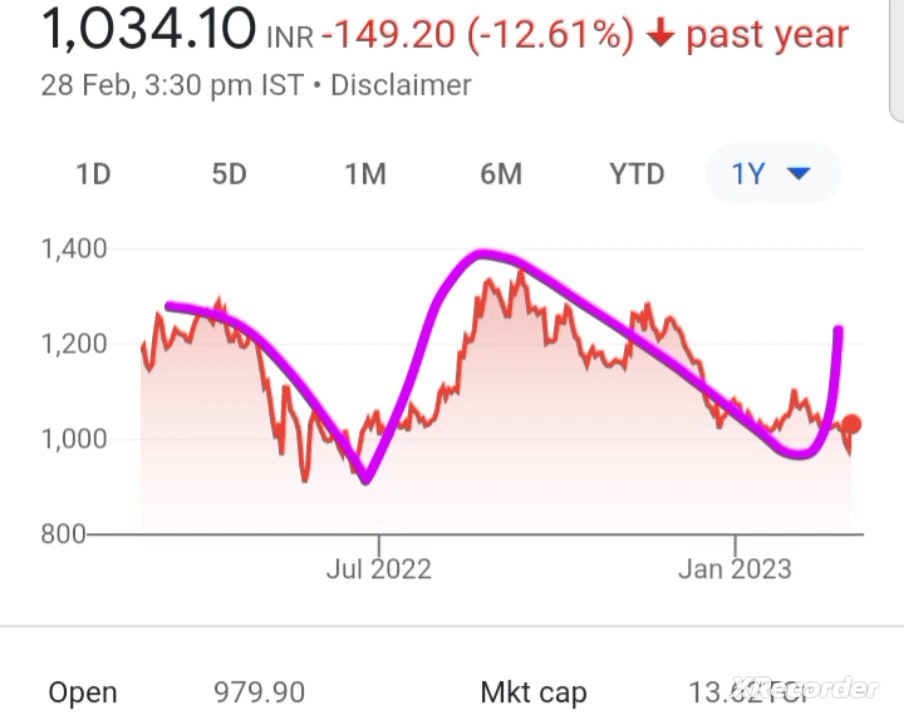 1,034.10 INR -149.20 (-12.61%) ↓ past year
28 Feb, 3:30 pm IST • Disclaimer
1D 5D 1M 6M YTD 1Y
1,400
1,200
1,000
800
Jul 2022 Jan 2023
Open 979.90 Mkt cap
XRecorder